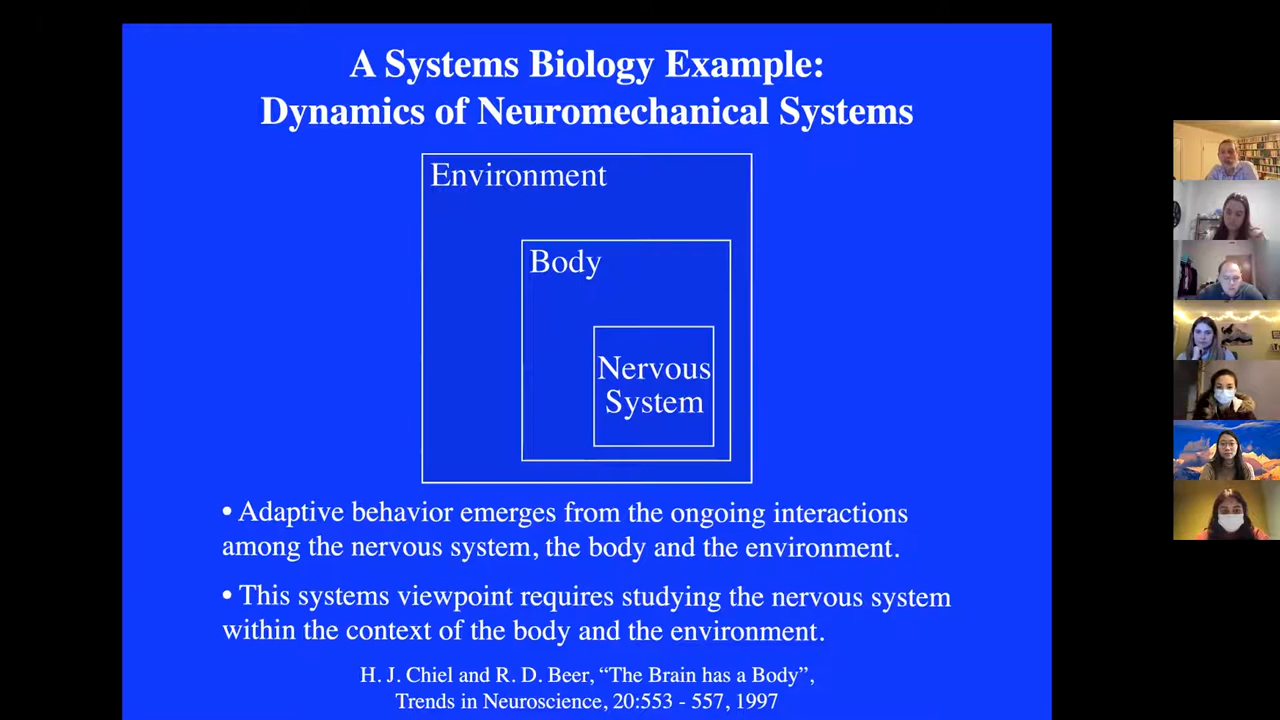 A Systems Biology Example:
Dynamics of Neuromechanical Systems
Environment
Body
Nervous
System
• Adaptive behavior emerges from the ongoing interactions
among the nervous system, the body and the environment.
• This systems viewpoint requires studying the nervous system
within the context of the body and the environment.
H. J. Chiel and R. D. Beer, “The Brain has a Body”,
Trends in Neuroscience, 20:553 - 557, 1997